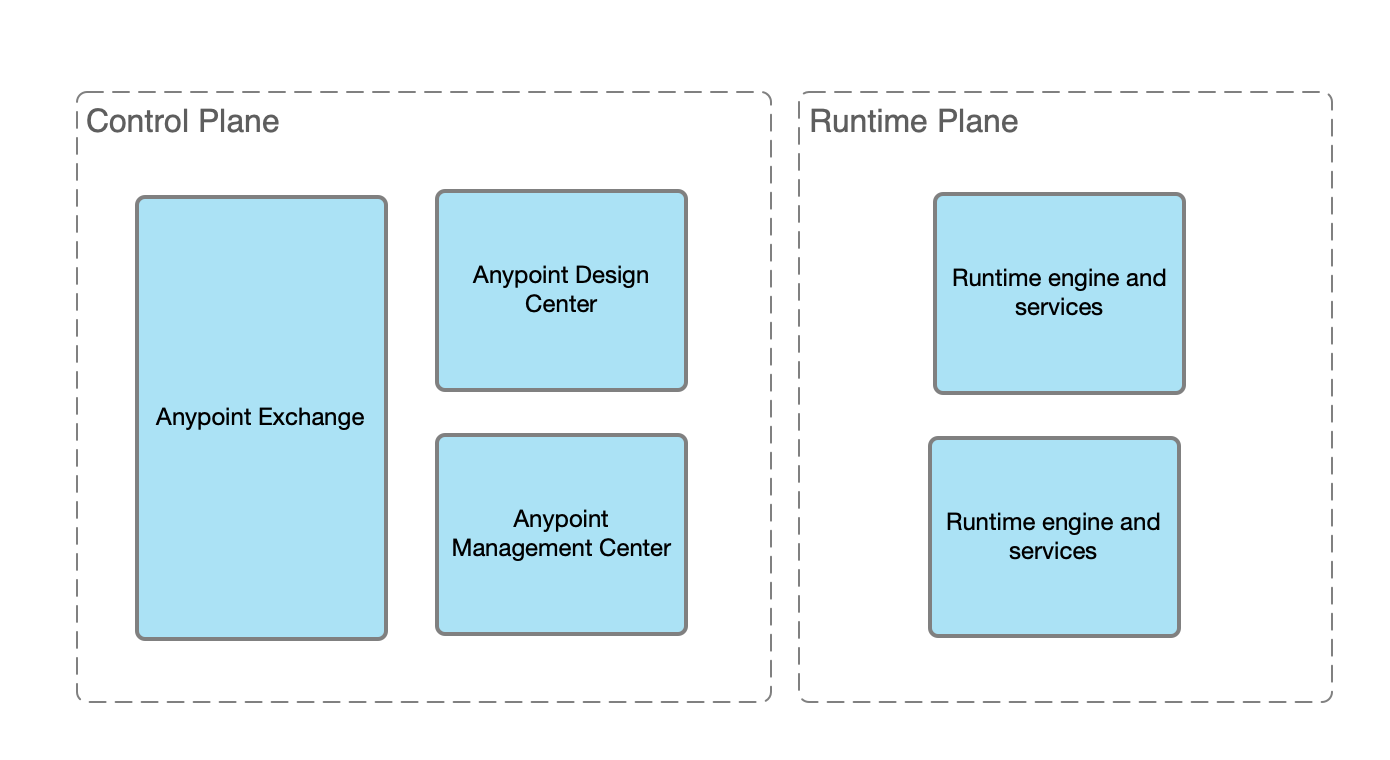 Control Plane
Anypoint Exchange
Anypoint Design
Center
Anypoint
Management Center
Runtime Plane
Runtime engine and
services
Runtime engine and
services